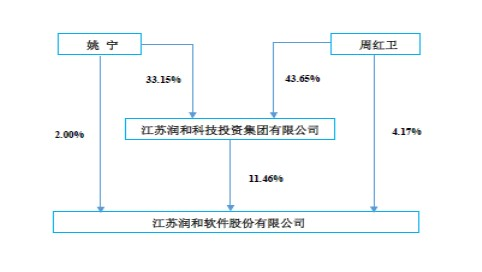 姚 宁
周红卫
33.15%
43.65%
江苏润和科技投资集团有限公司
2.00%
4.17%
11.46%
江苏润和软件股份有限公司